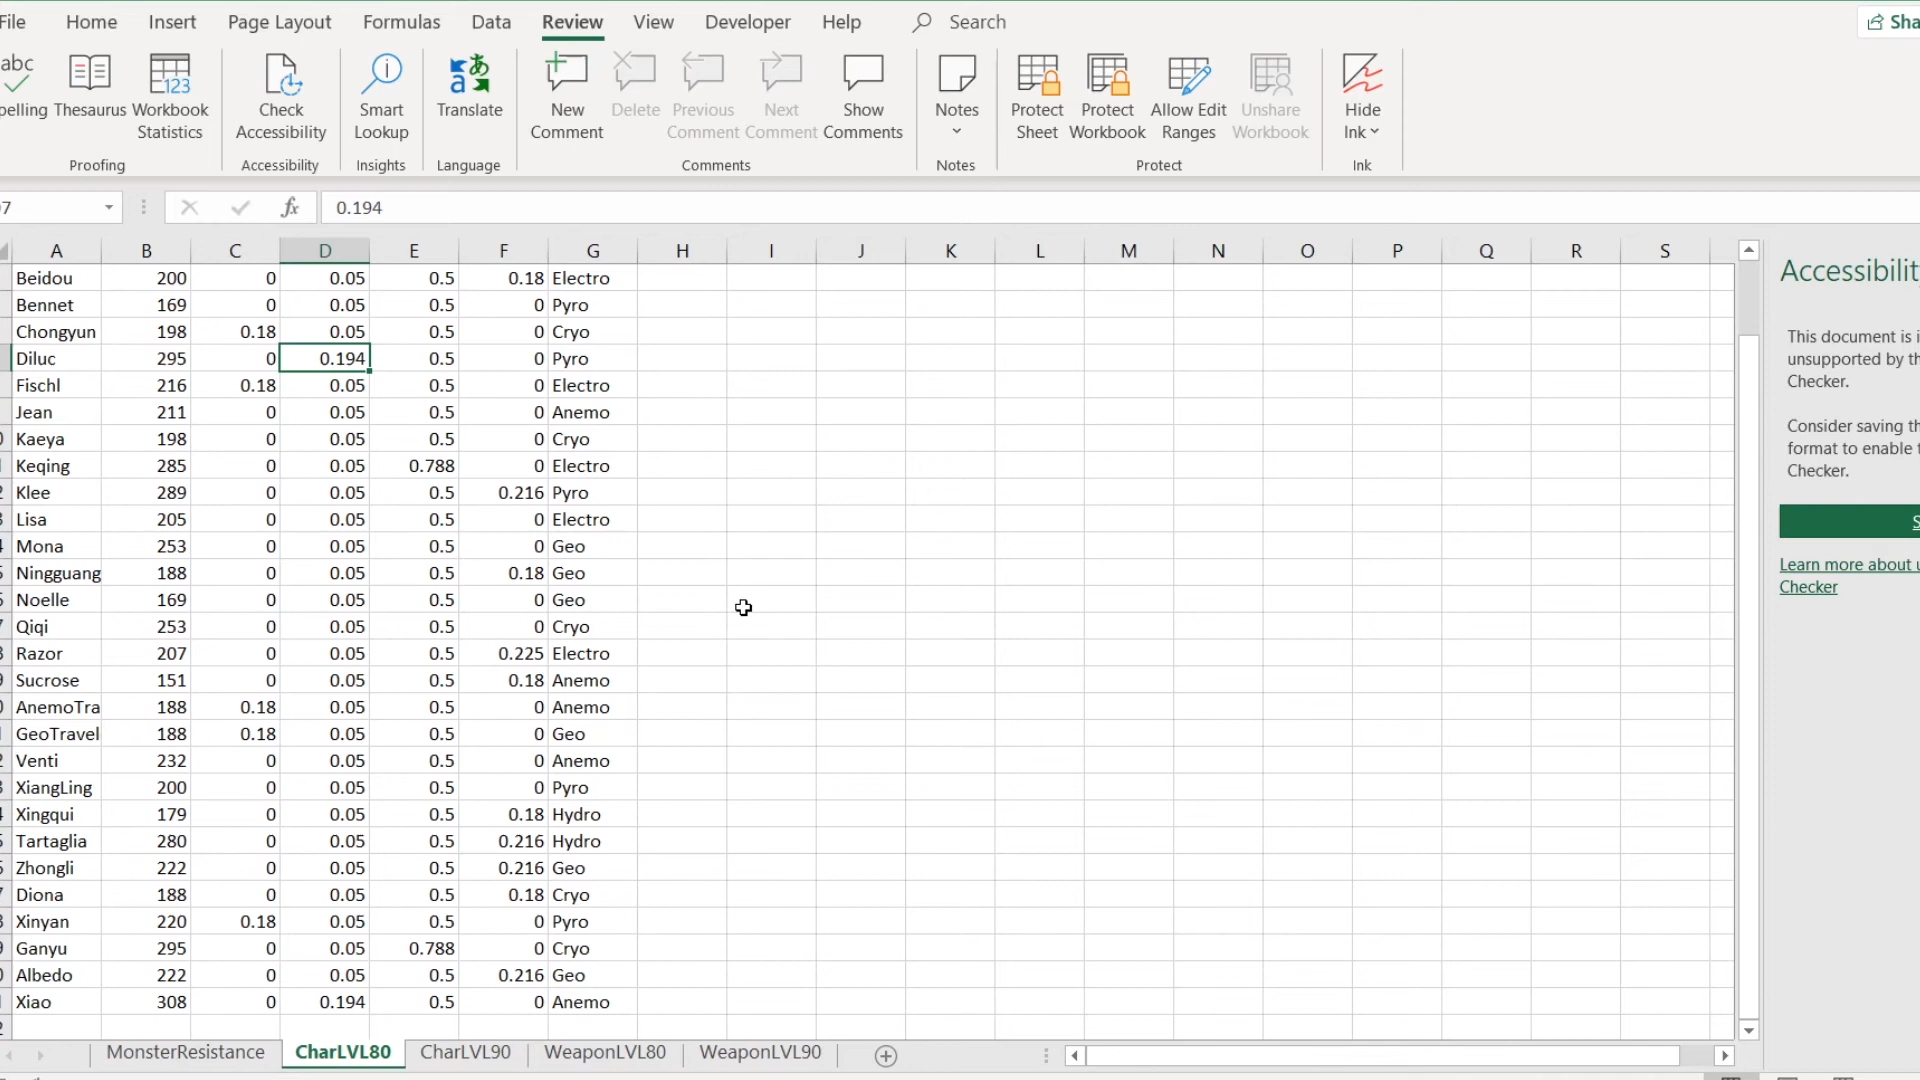 File Home Insert Page Layout Formulas Data Review View Developer Help Search Sha
abc
pelling Thesaurus Workbook Statistics Check Accessibility Smart Lookup Translate New Comment Delete Previous Comment Next Comment Show Comments Notes Protect Sheet Protect Workbook Allow Edit Ranges Unshare Workbook Hide Ink
Proofing Accessibility Insights Language Comments Notes Protect Ink
07 fx 0.194
A B C D E F G H I J K L M N O P Q R S
Beidou 200 0 0.05 0.5 0.18 Electro
Bennet 169 0 0.05 0.5 0 Pyro
Chongyun 198 0.18 0.05 0.5 0 Cryo
Diluc 295 0 0.194 0.5 0 Pyro
Fischl 216 0.18 0.05 0.5 0 Electro
Jean 211 0 0.05 0.5 0 Anemo
Kaeya 198 0 0.05 0.5 0 Cryo
Keqing 285 0 0.05 0.788 0 Electro
Klee 289 0 0.05 0.5 0.216 Pyro
Lisa 205 0 0.05 0.5 0 Electro
Mona 253 0 0.05 0.5 0 Geo
Ningguang 188 0 0.05 0.5 0.18 Geo
Noelle 169 0 0.05 0.5 0 Geo
Qiqi 253 0 0.05 0.5 0 Cryo
Razor 207 0 0.05 0.5 0.225 Electro
Sucrose 151 0 0.05 0.5 0.18 Anemo
AnemoTra 188 0.18 0.05 0.5 0 Anemo
GeoTravel 188 0.18 0.05 0.5 0 Geo
Venti 232 0 0.05 0.5 0 Anemo
XiangLing 200 0 0.05 0.5 0 Pyro
Xingqui 179 0 0.05 0.5 0.18 Hydro
Tartaglia 280 0 0.05 0.5 0.216 Hydro
Zhongli 222 0 0.05 0.5 0.216 Geo
Diona 188 0 0.05 0.5 0.18 Cryo
Xinyan 220 0.18 0.05 0.5 0 Pyro
Ganyu 295 0 0.05 0.788 0 Cryo
Albedo 222 0 0.05 0.5 0.216 Geo
Xiao 308 0 0.194 0.5 0 Anemo
MonsterResistance CharLVL80 CharLVL90 WeaponLVL80 WeaponLVL90
Accessibility
This document is i
unsupported by th
Checker.
Consider saving th
format to enable t
Checker.
S
Learn more about u
Checker